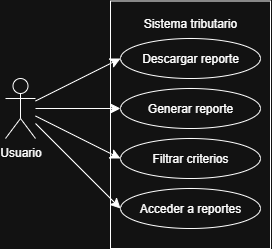 Sistema tributario
Descargar reporte
Generar reporte
Usuario
Filtrar criterios
Acceder a reportes